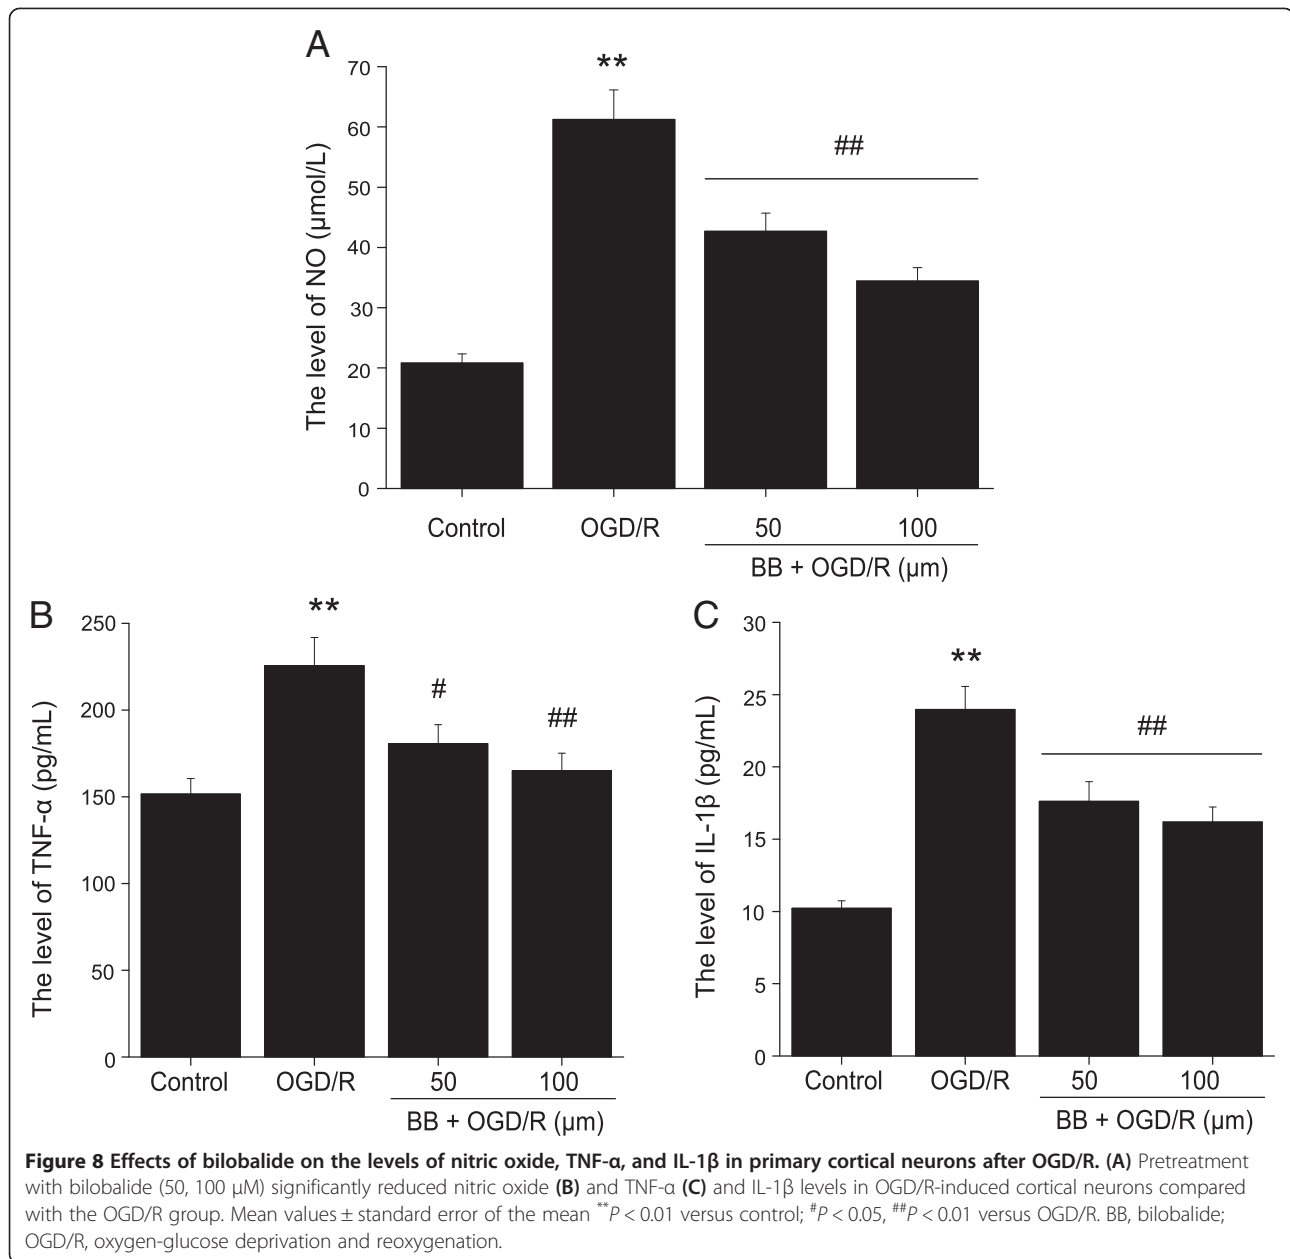 A
**
70
60
##
50
40
30
20
10
0
The level of NO (µmol/L)
Control OGD/R 50 100
BB + OGD/R (µm)
B
**
250
#
200
##
150
100
50
0
The level of TNF-α (pg/mL)
Control OGD/R 50 100
BB + OGD/R (µm)
C
30
**
25
##
20
15
10
5
0
The level of IL-1β (pg/mL)
Control OGD/R 50 100
BB + OGD/R (µm)
Figure 8 Effects of bilobalide on the levels of nitric oxide, TNF-α, and IL-1β in primary cortical neurons after OGD/R. (A) Pretreatment
with bilobalide (50, 100 µM) significantly reduced nitric oxide (B) and TNF-α (C) and IL-1β levels in OGD/R-induced cortical neurons compared
with the OGD/R group. Mean values ± standard error of the mean **P < 0.01 versus control; #P < 0.05, ##P < 0.01 versus OGD/R. BB, bilobalide;
OGD/R, oxygen-glucose deprivation and reoxygenation.